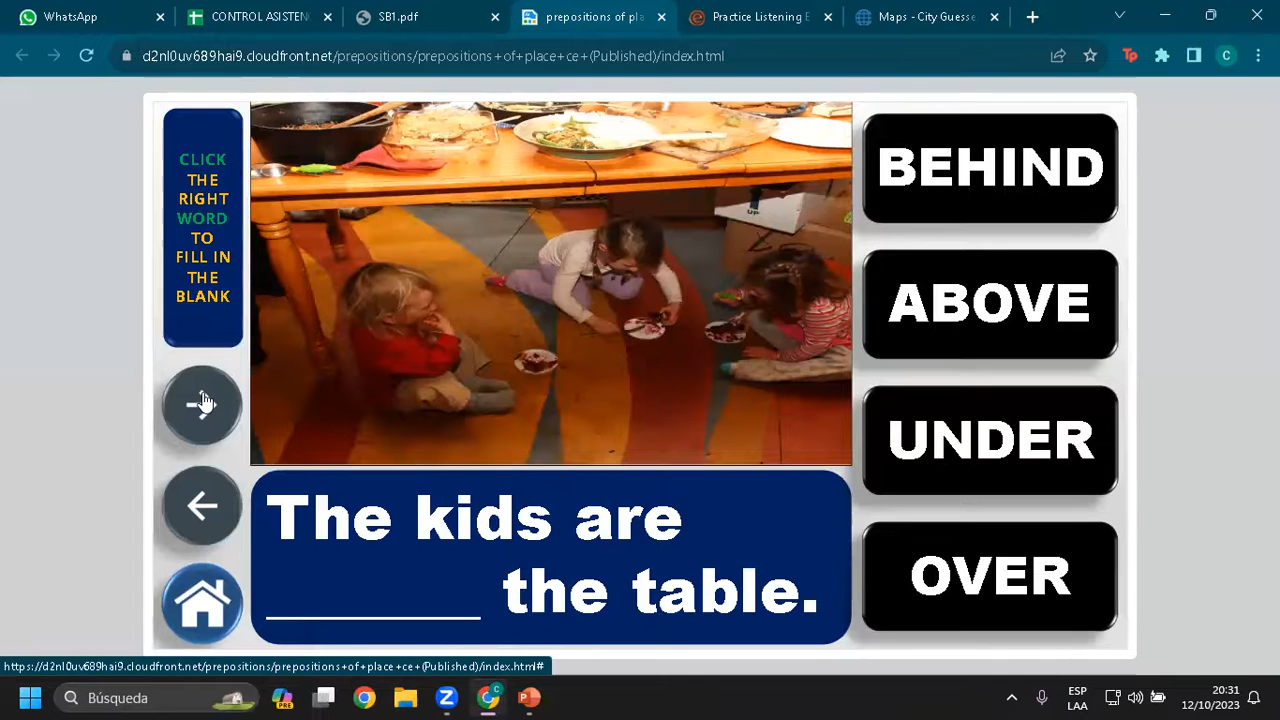 WhatsApp
CONTROL ASISTEN
SB1.pdf
prepositions of pla
Practice Listening E
Maps - City Guesse
d2nl0uv689hai9.cloudfront.net/prepositions/prepositions+of+place+ce+(Published)/index.html
C
CLICK
THE
RIGHT
WORD
TO
FILL IN
THE
BLANK
UP
BEHIND
ABOVE
UNDER
OVER
The kids are
________ the table.
https://d2nl0uv689hai9.cloudfront.net/prepositions/prepositions+of+place+ce+(Published)/index.html#
Búsqueda
PRE
C
ESP
LAA
20:31
12/10/2023